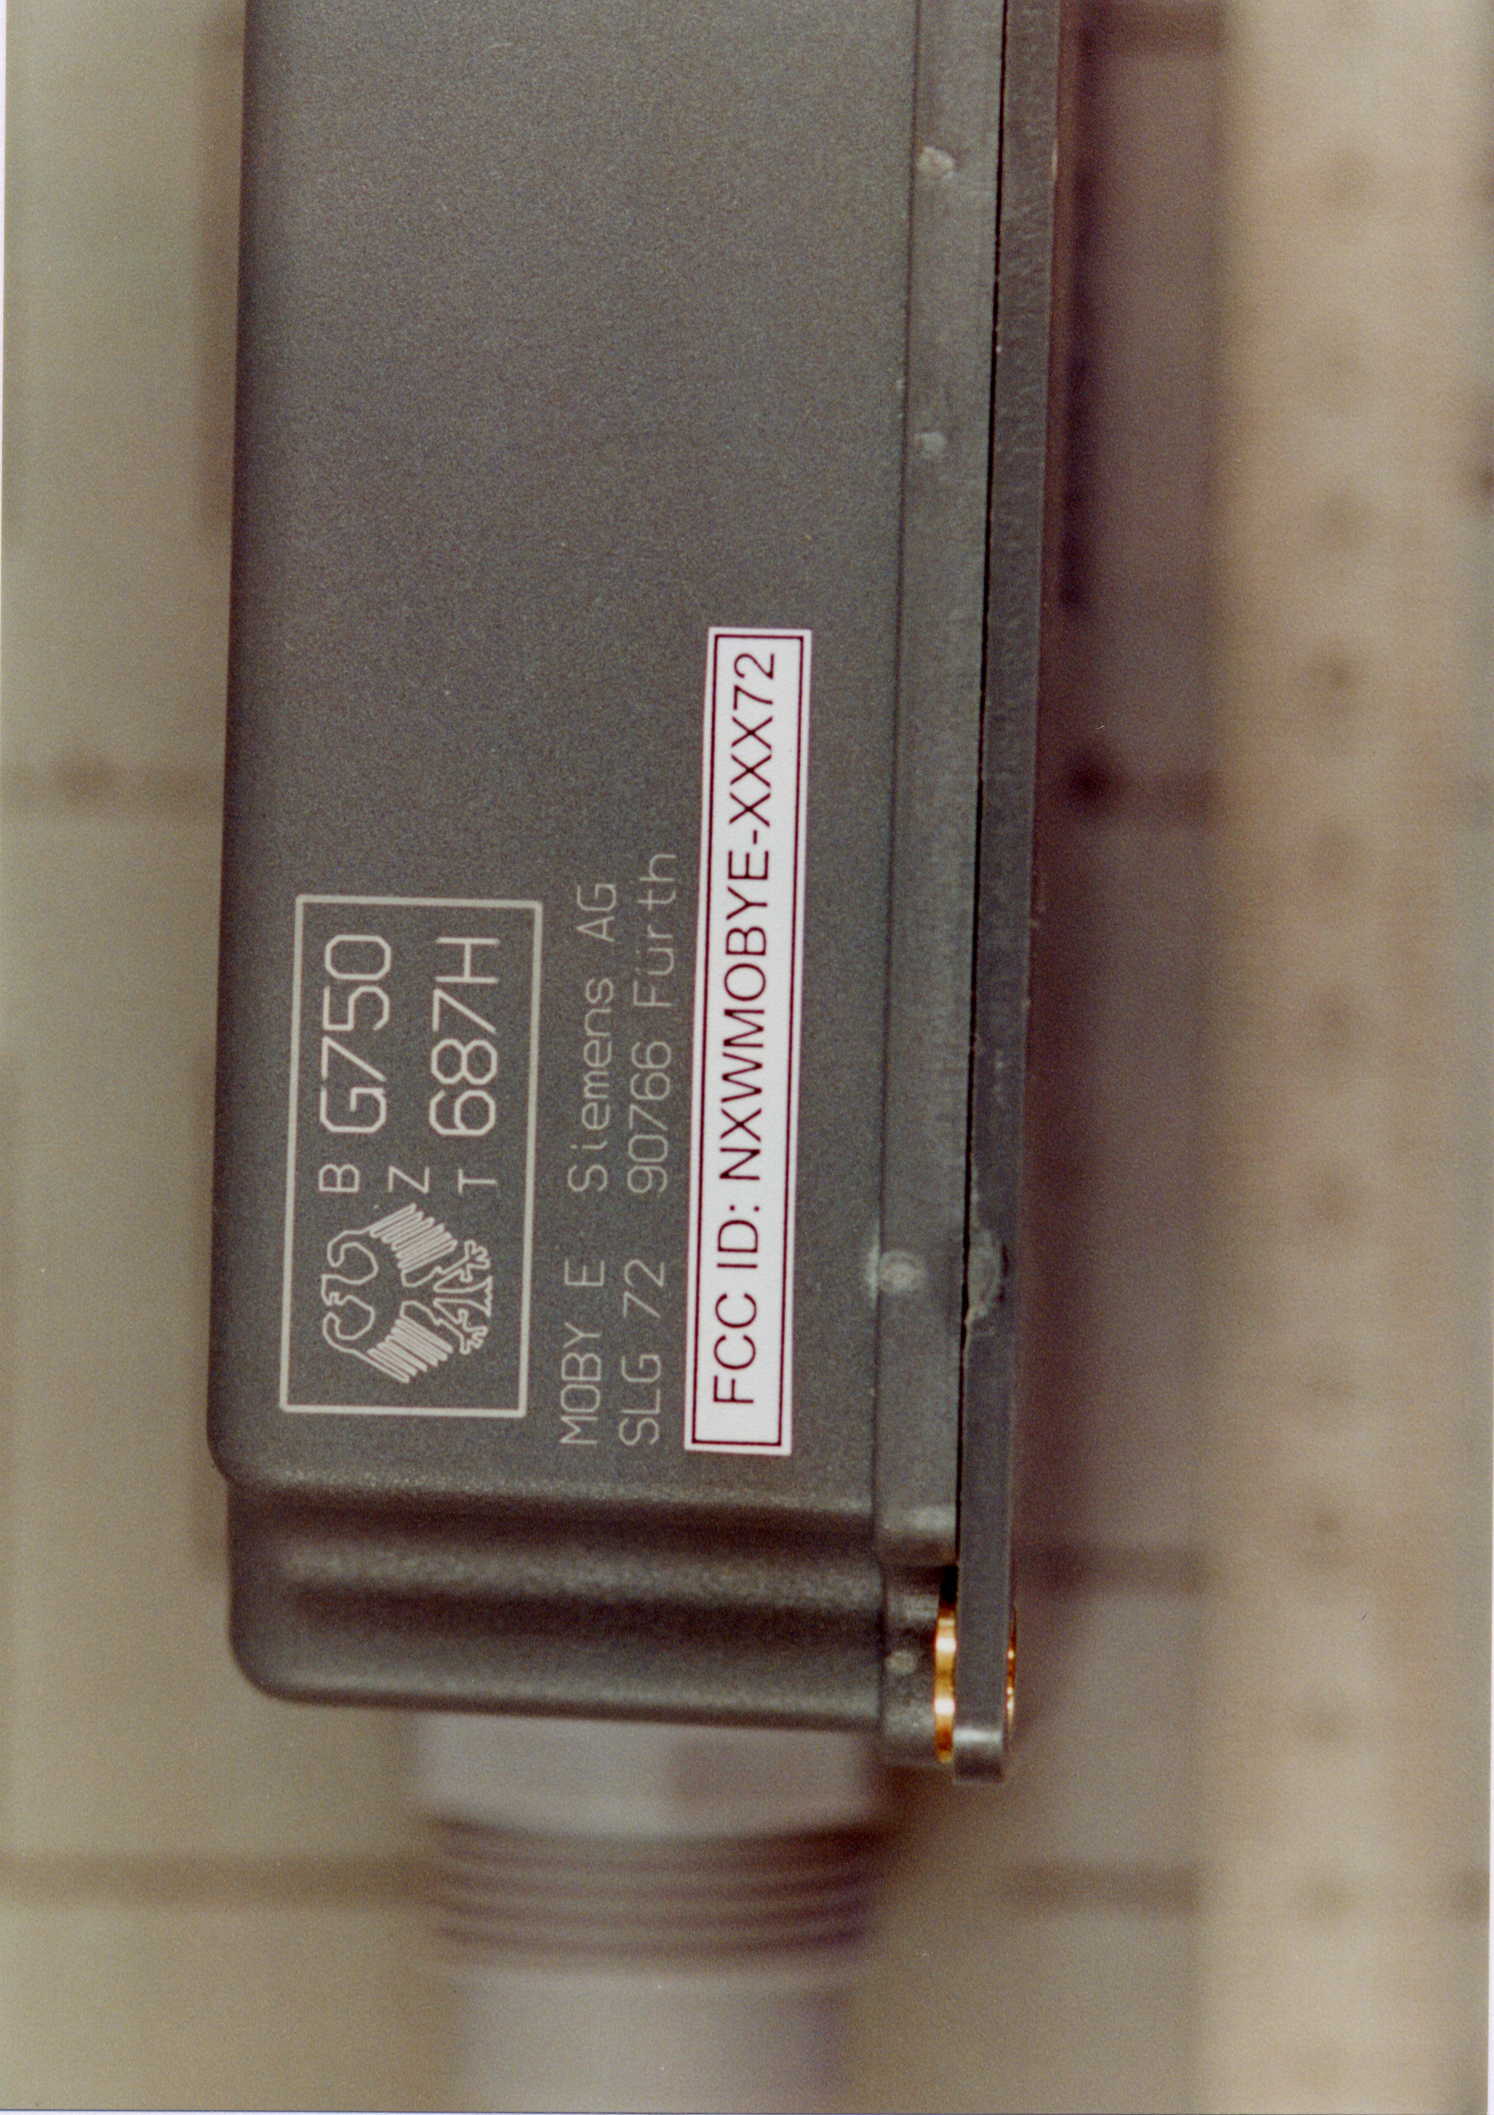 B G750
Z
T 687H
MOBY E Siemens AG
SLG 72 90766 Fürth
FCC ID: NXWMOBYE-XXX72